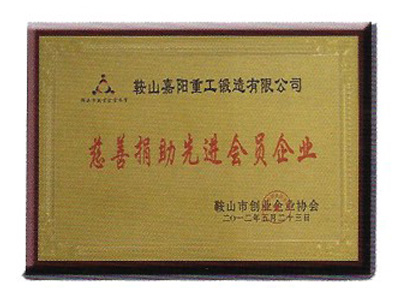 鞍山嘉阳重工锻造有限公司
慈善捐助先进会员企业
鞍山市创业企业协会
二〇一二年五月二十三日